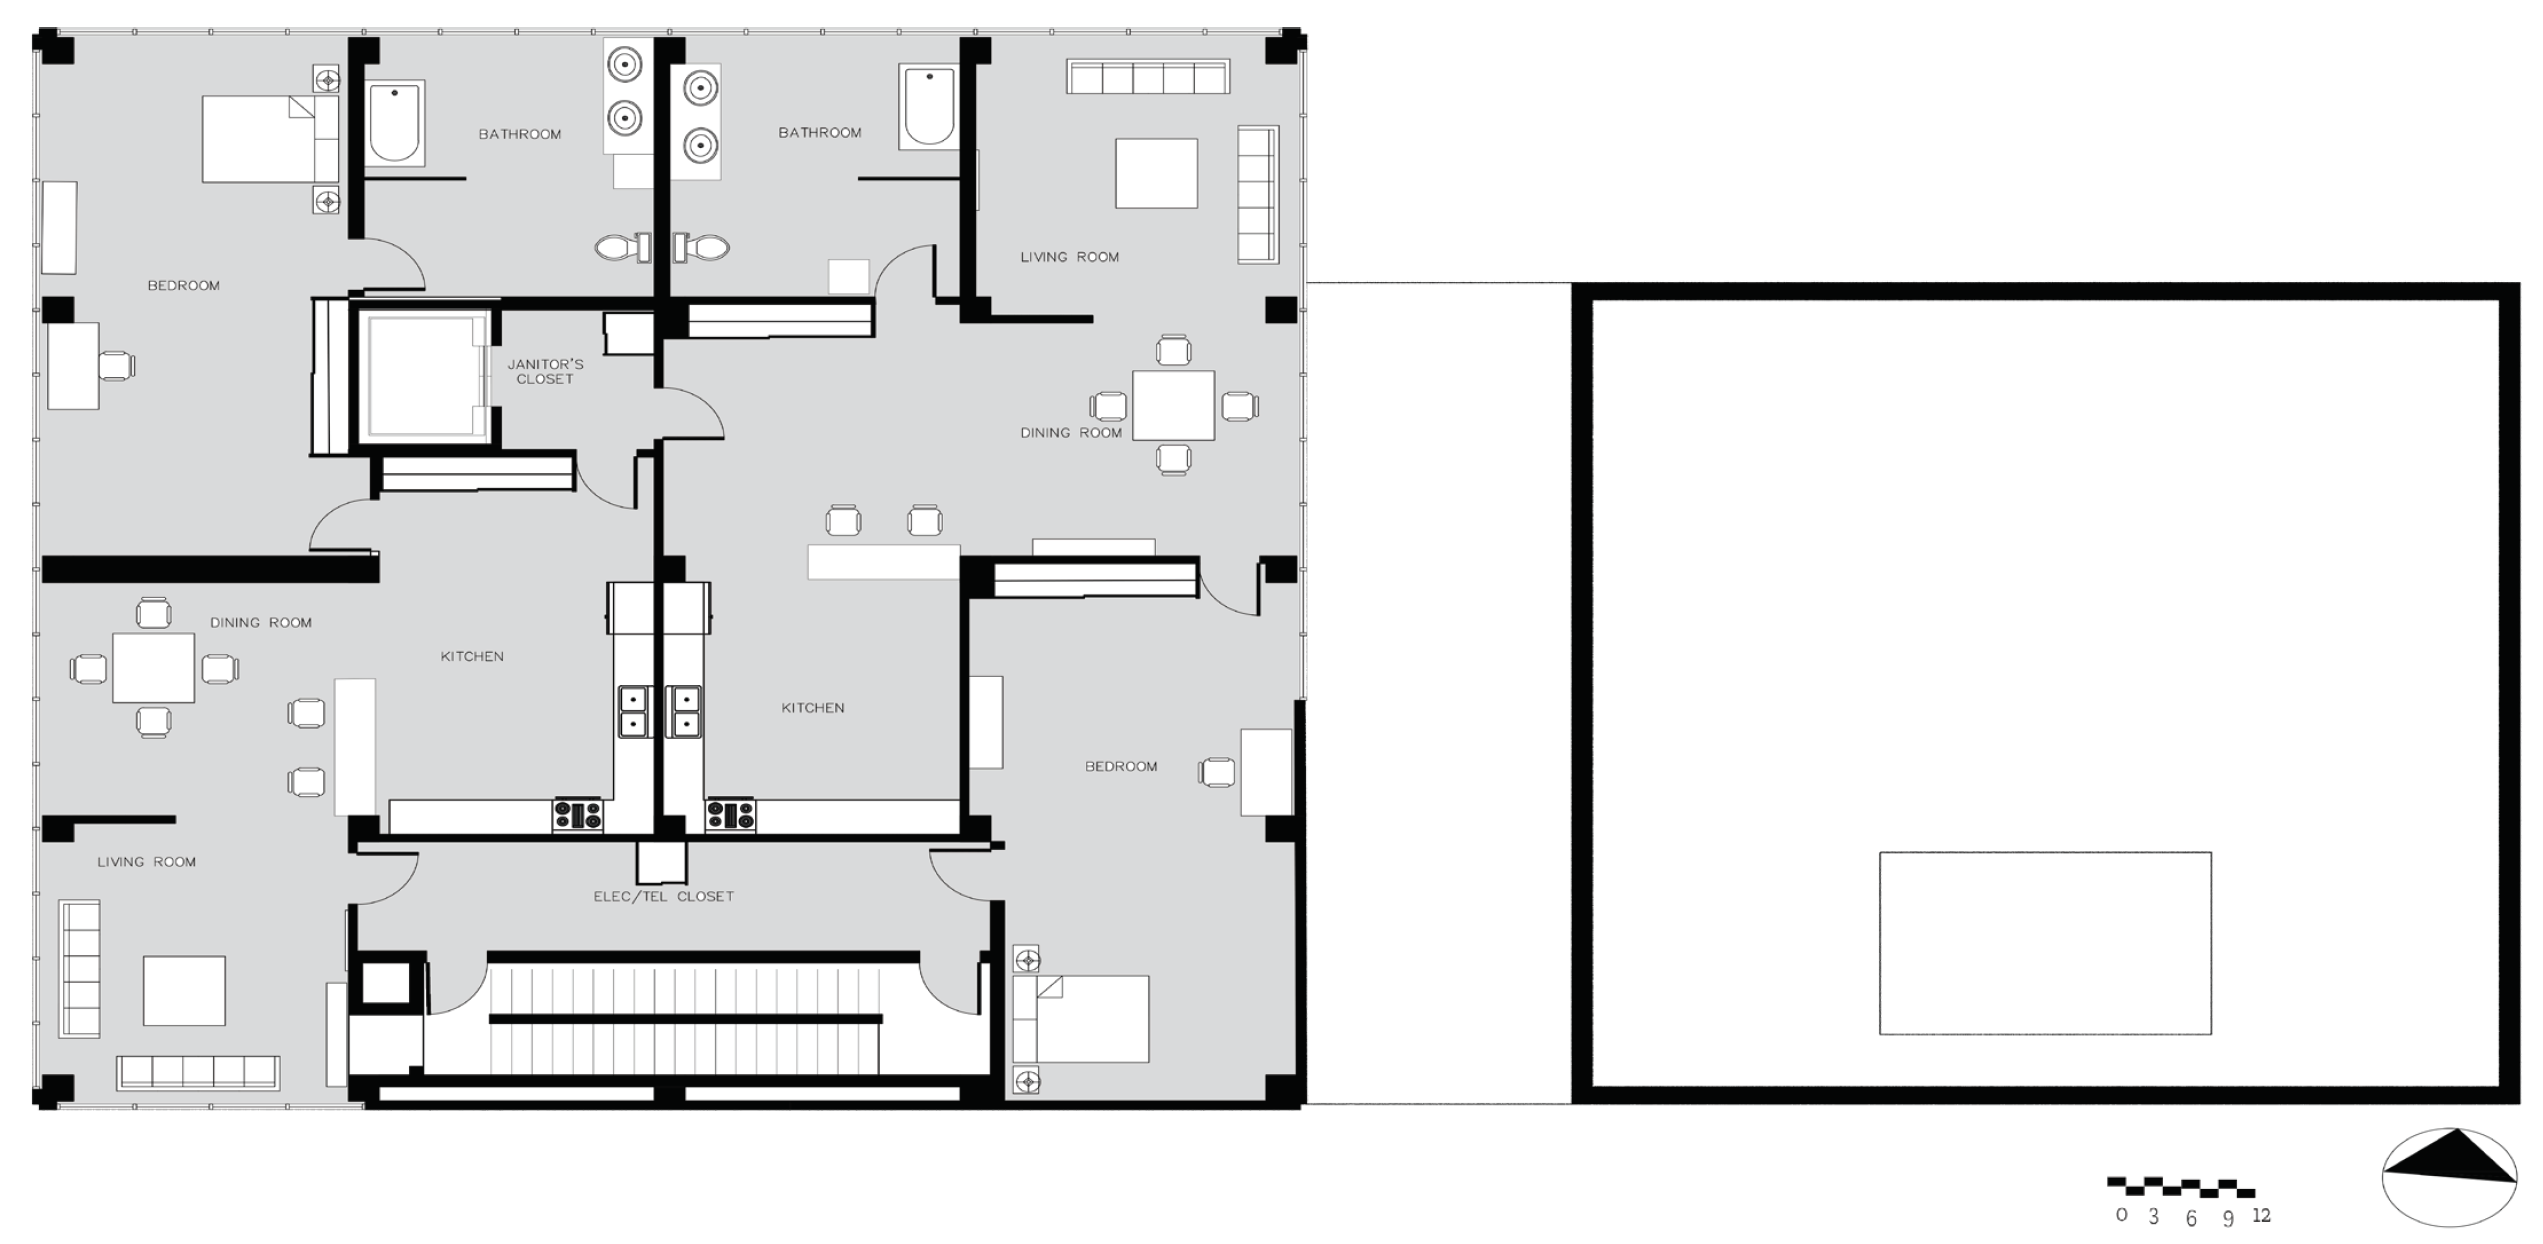 BATHROOM
BATHROOM
LIVING ROOM
BEDROOM
JANITOR'S
CLOSET
DINING ROOM
DINING ROOM
KITCHEN
KITCHEN
BEDROOM
LIVING ROOM
ELEC/TEL CLOSET
0 3 6 9 12